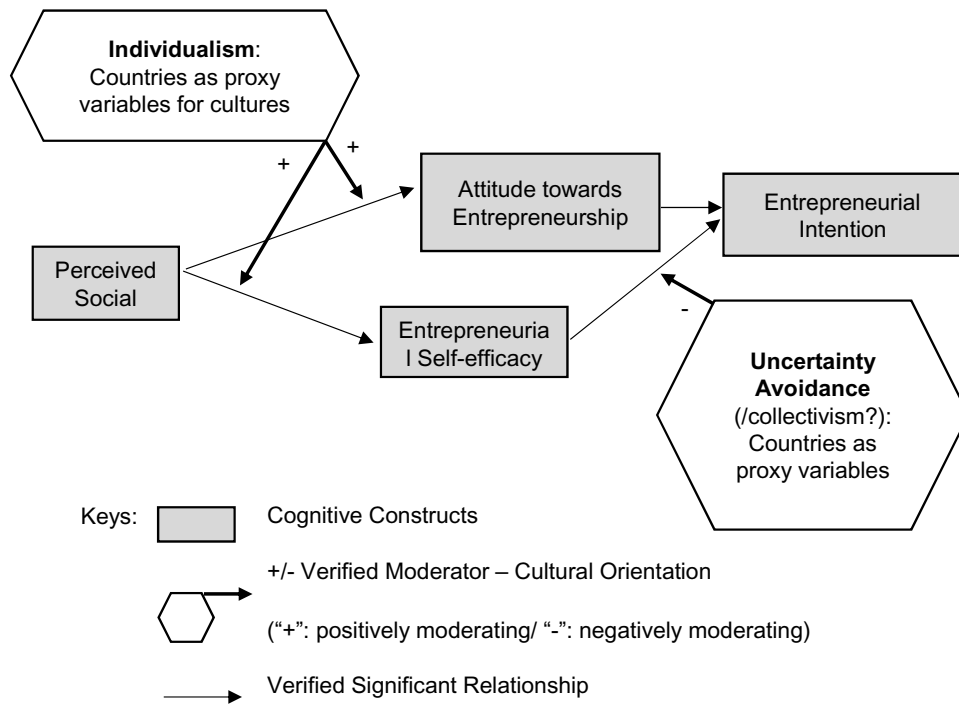 Individualism:
Countries as proxy
variables for cultures
+
+
Attitude towards
Entrepreneurship
Entrepreneurial
Intention
Perceived
Social
Entrepreneuria
l Self-efficacy
-
Uncertainty
Avoidance
(/collectivism?):
Countries as
proxy variables
Keys:
Cognitive Constructs
+/- Verified Moderator – Cultural Orientation
(“+”: positively moderating/ “-”: negatively moderating)
Verified Significant Relationship